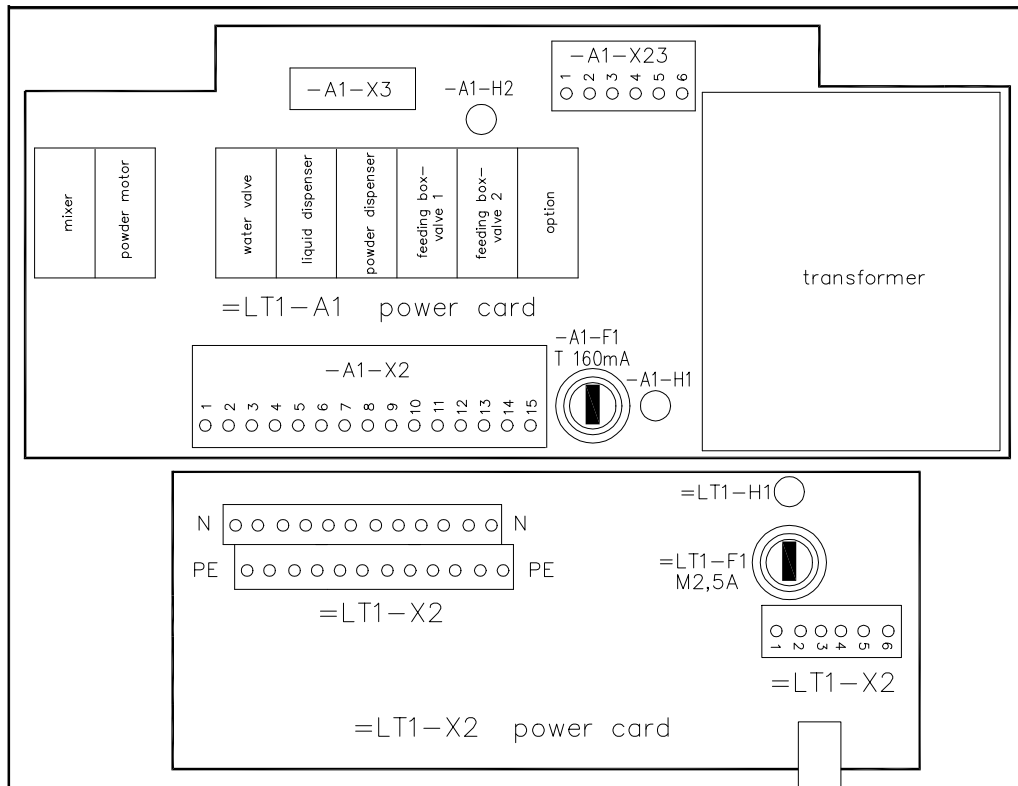 -A1-X3
-A1-H2
-A1-X23
1 2 3 4 5 6
mixer
powder motor
water valve
liquid dispenser
powder dispenser
feeding box-
valve 1
feeding box-
valve 2
option
transformer
=LT1-A1 power card
-A1-X2
1 2 3 4 5 6 7 8 9 10 11 12 13 14 15
-A1-F1
T 160mA
-A1-H1
=LT1-H1
N N
PE PE
=LT1-X2
=LT1-F1
M2,5A
1 2 3 4 5 6
=LT1-X2
=LT1-X2 power card